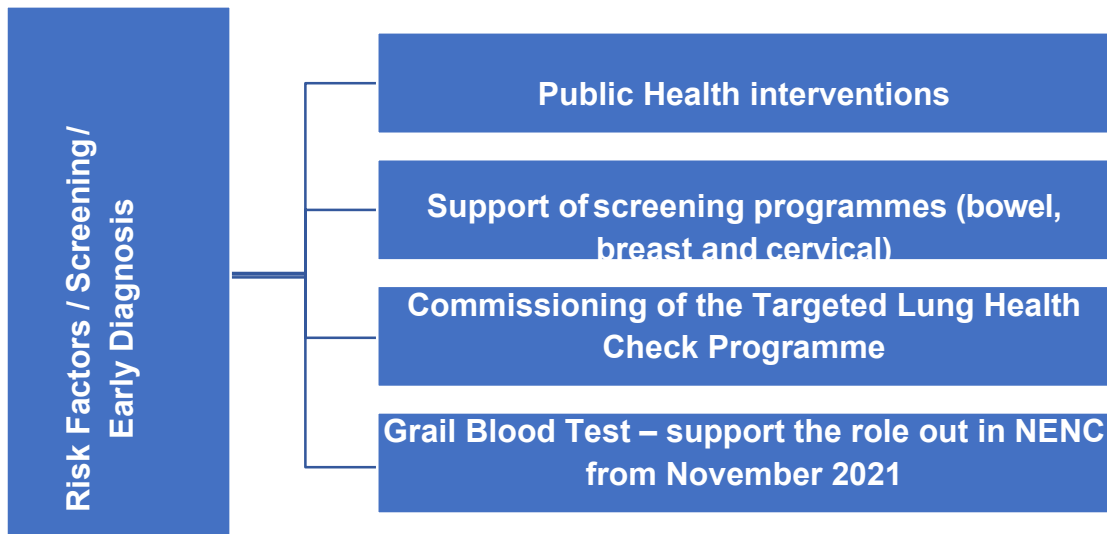 Risk Factors / Screening/
Early Diagnosis
Public Health interventions
Support of screening programmes (bowel,
breast and cervical)
Commissioning of the Targeted Lung Health
Check Programme
Grail Blood Test – support the role out in NENC
from November 2021